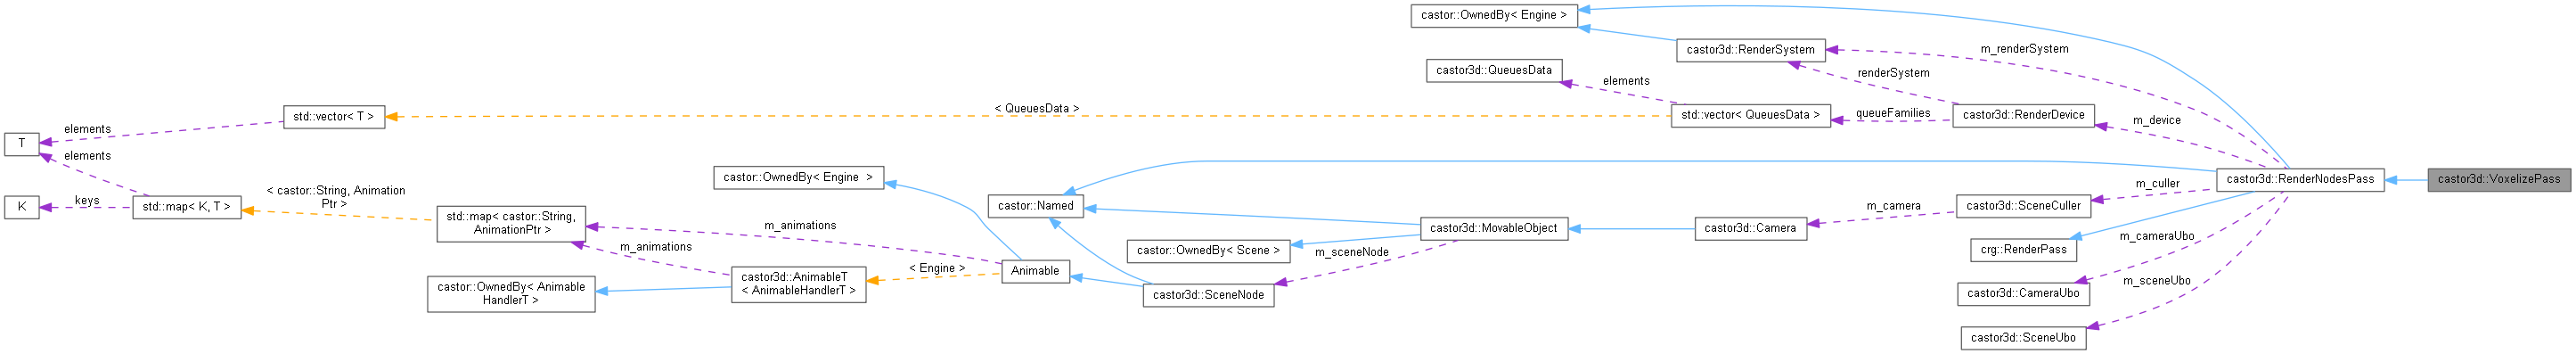 castor::OwnedBy< Engine >
castor3d::RenderSystem
m_renderSystem
castor3d::QueuesData
elements
renderSystem
std::vector< T >
< QueuesData >
std::vector< QueuesData >
queueFamilies
castor3d::RenderDevice
m_device
T
elements
elements
K
keys
std::map< K, T >
< castor::String, Animation
Ptr >
std::map< castor::String,
AnimationPtr >
castor::OwnedBy< Engine  >
m_animations
m_animations
castor::OwnedBy< Animable
HandlerT >
castor3d::AnimableT
< AnimableHandlerT >
< Engine >
Animable
castor::Named
castor::OwnedBy< Scene >
castor3d::SceneNode
m_sceneNode
castor3d::MovableObject
castor3d::Camera
m_camera
castor3d::SceneCuller
m_culler
crg::RenderPass
m_cameraUbo
castor3d::CameraUbo
m_sceneUbo
castor3d::SceneUbo
castor3d::RenderNodesPass
castor3d::VoxelizePass